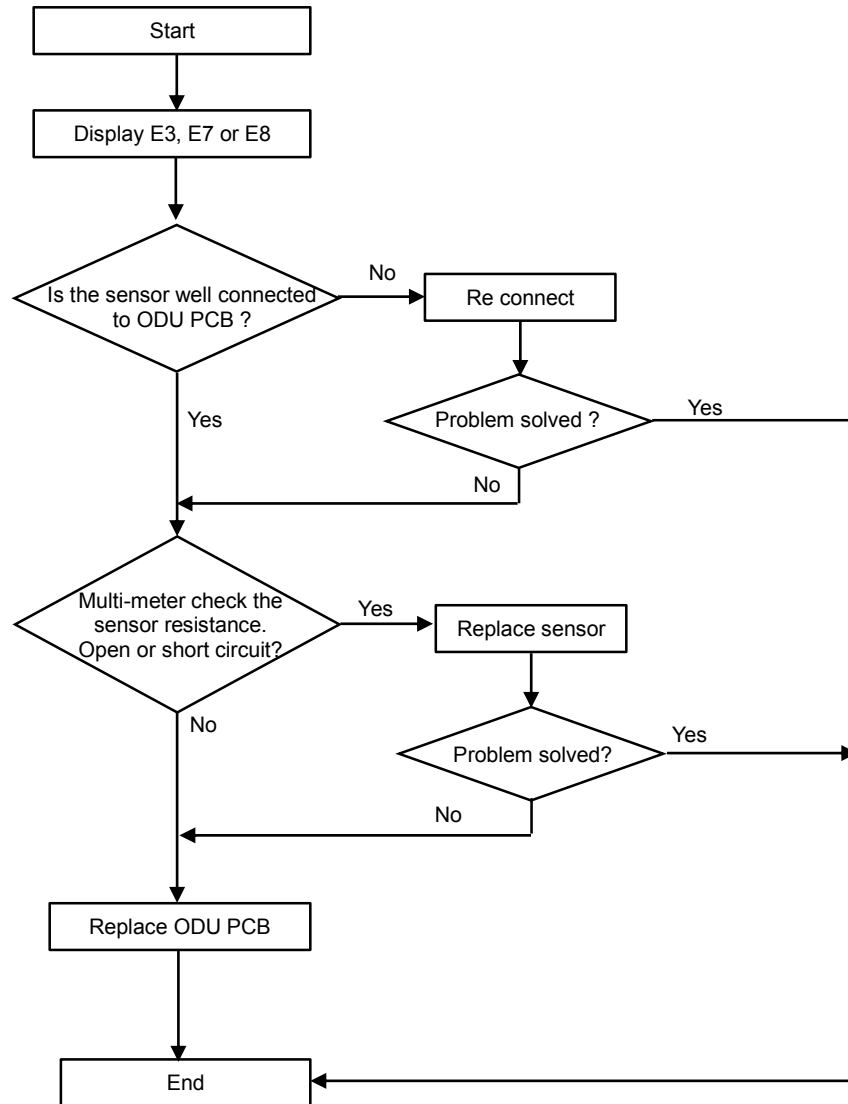 Start
Display E3, E7 or E8
Is the sensor well connected
to ODU PCB ?
No
Re connect
Yes
Problem solved ?
Yes
No
Multi-meter check the
sensor resistance.
Open or short circuit?
Yes
Replace sensor
No
Problem solved?
Yes
No
Replace ODU PCB
End